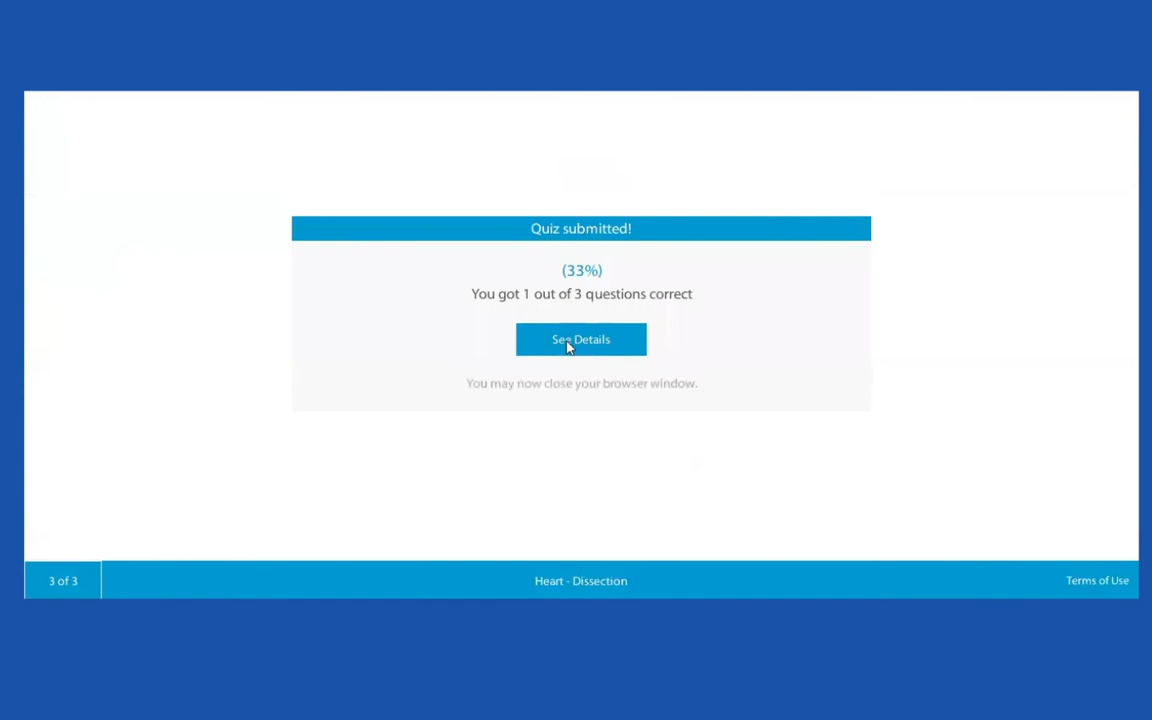 Quiz submitted!
(33%)
You got 1 out of 3 questions correct
See Details
You may now close your browser window.
3 of 3
Heart - Dissection
Terms of Use